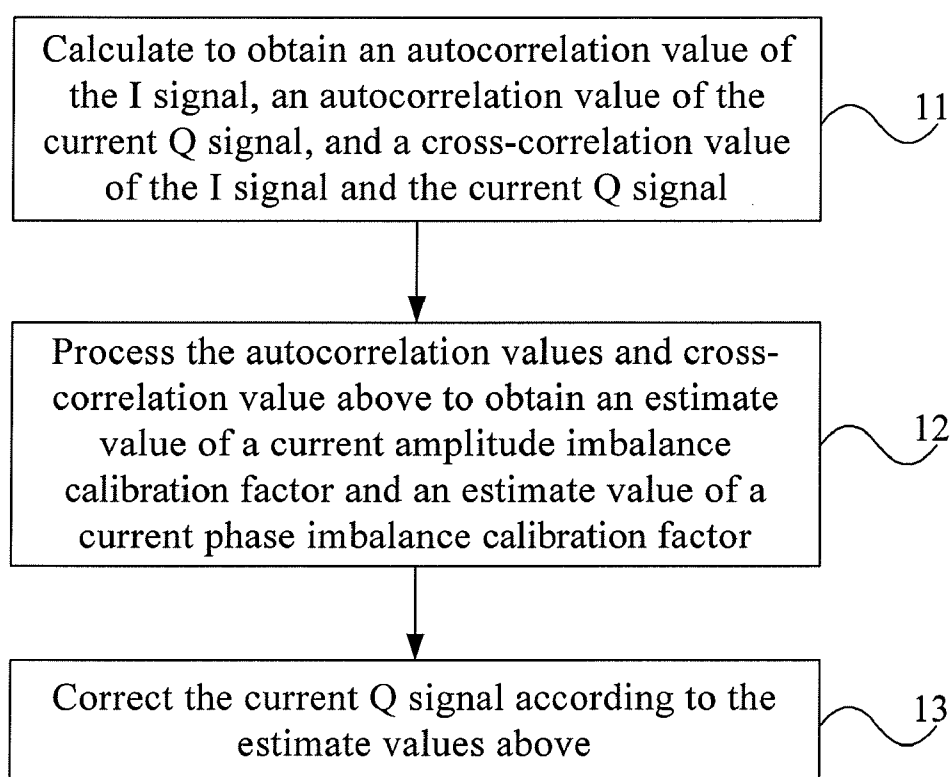 Calculate to obtain an autocorrelation value of
the I signal, an autocorrelation value of the
current Q signal, and a cross-correlation value
of the I signal and the current Q signal
11
Process the autocorrelation values and cross-
correlation value above to obtain an estimate
value of a current amplitude imbalance
calibration factor and an estimate value of a
current phase imbalance calibration factor
12
Correct the current Q signal according to the
estimate values above
13